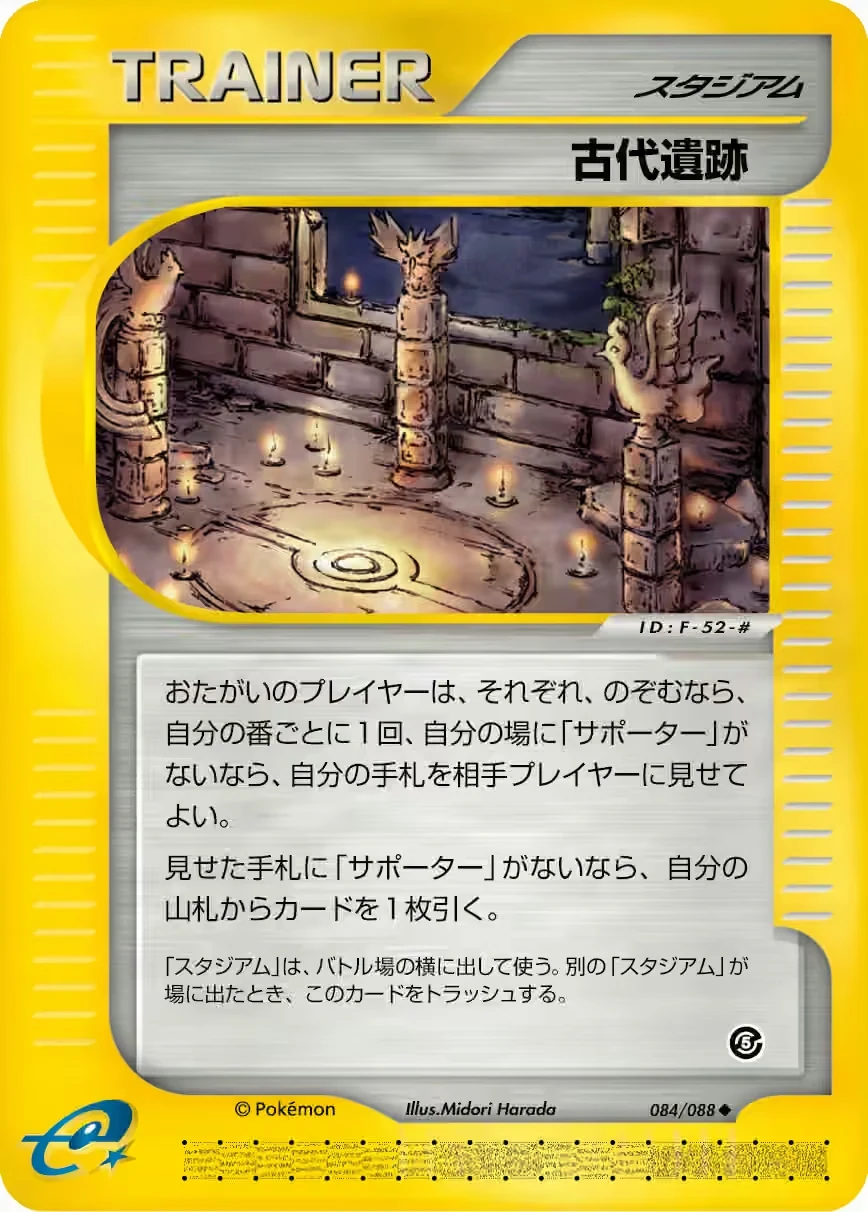 TRAINER
スタジアム
古代遺跡
ID:F-52-#
おたがいのプレイヤーは、それぞれ、のぞむなら、
自分の番ごとに1回、自分の場に「サポーター」が
ないなら、自分の手札を相手プレイヤーに見せて
よい。
見せた手札に「サポーター」がないなら、自分の
山札からカードを1枚引く。
「スタジアム」は、バトル場の横に出して使う。別の「スタジアム」が
場に出たとき、このカードをトラッシュする。
5
© Pokémon
Illus.Midori Harada
084/088◆
e